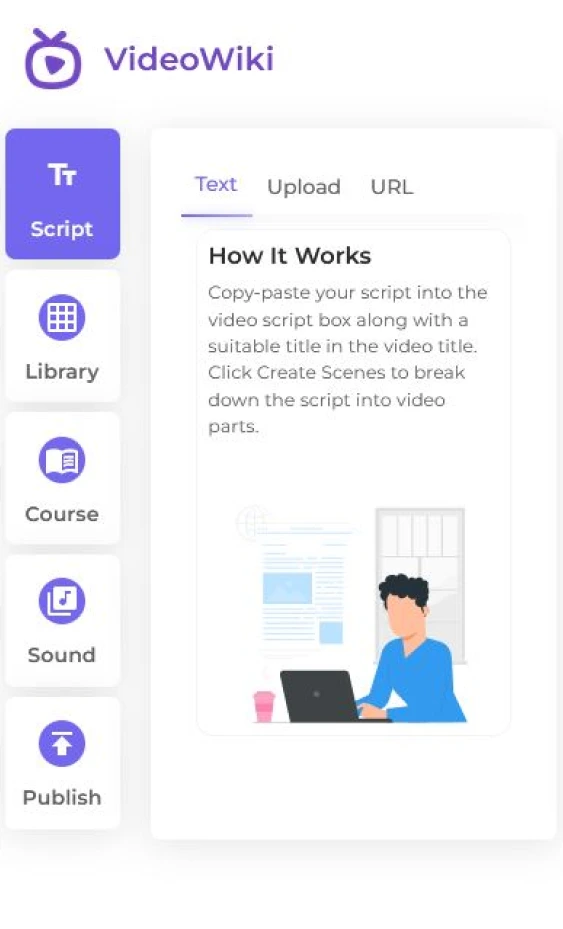 VideoWiki
Script
Library
Course
Sound
Publish
Text Upload URL
How It Works
Copy-paste your script into the
video script box along with a
suitable title in the video title.
Click Create Scenes to break
down the script into video
parts.